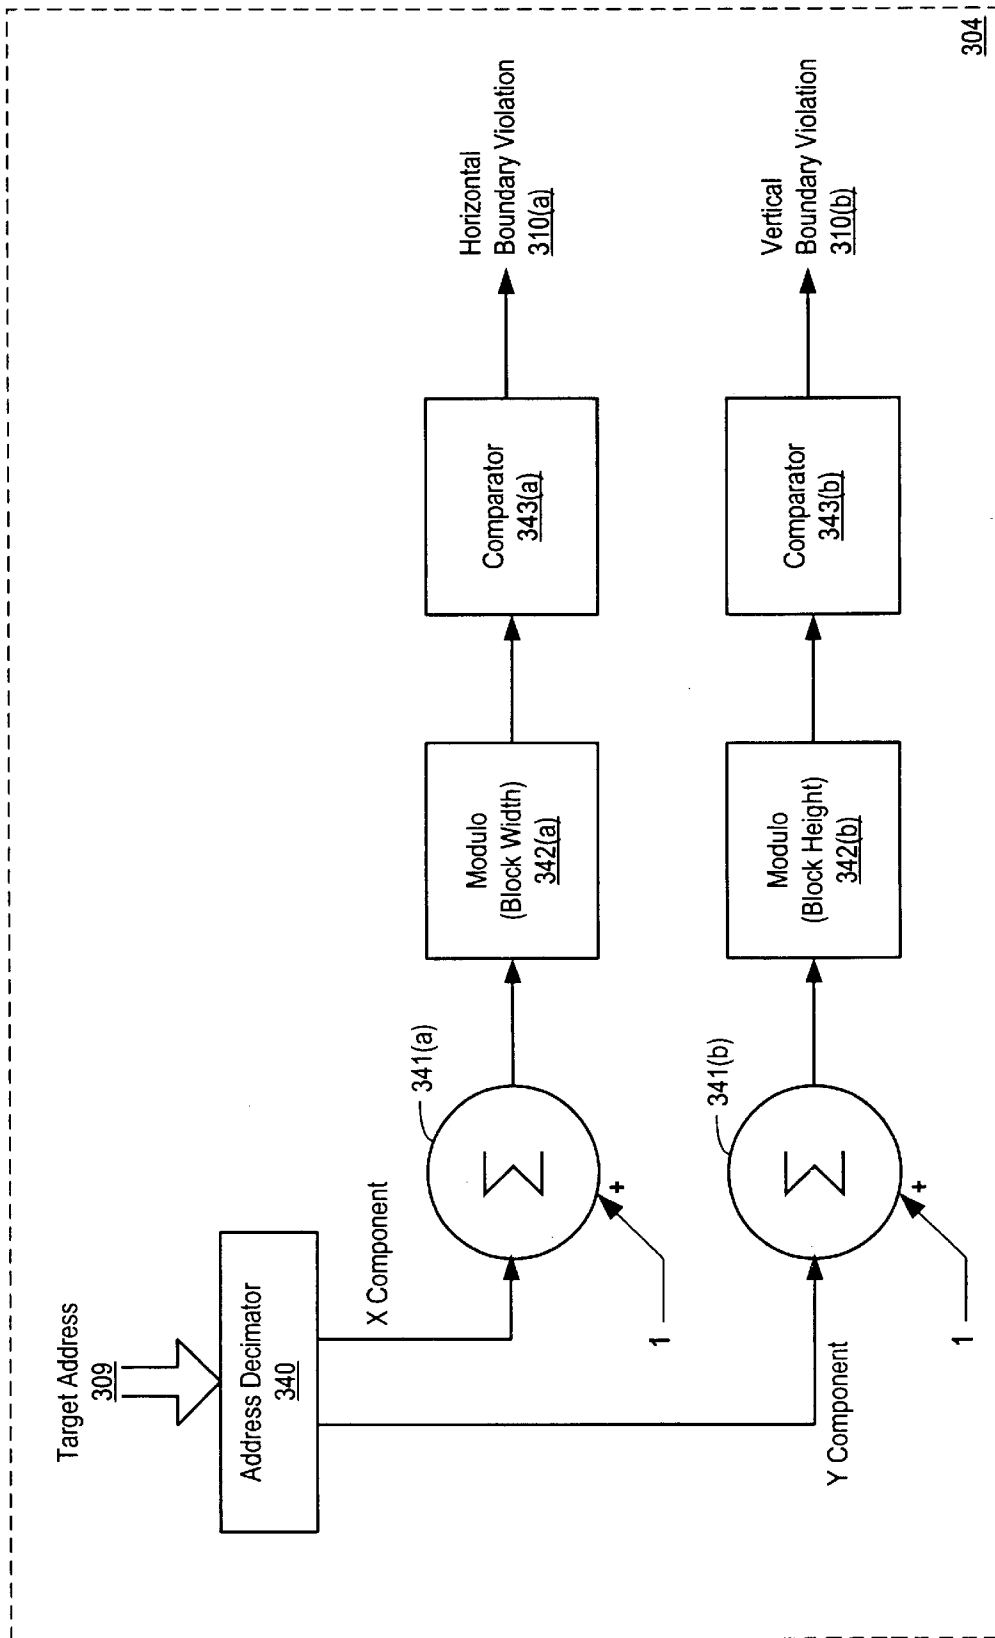 Target Address
309
Address Decimator
340
X Component
Y Component
341(a)
Σ
+
1
Modulo
(Block Width)
342(a)
Comparator
343(a)
Horizontal
Boundary Violation
310(a)
341(b)
Σ
+
1
Modulo
(Block Height)
342(b)
Comparator
343(b)
Vertical
Boundary Violation
310(b)
304